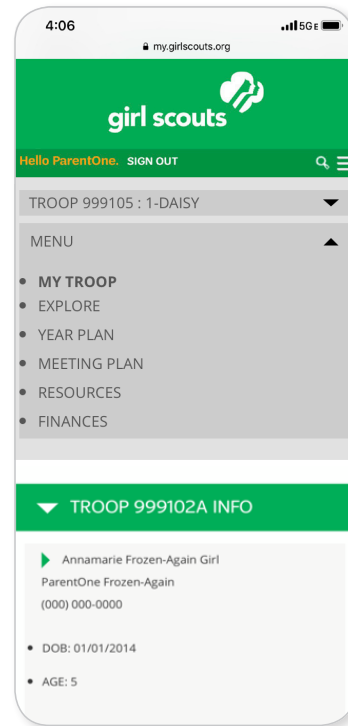 4:06
5G E
my.girlscouts.org
girl scouts
Hello ParentOne. SIGN OUT
TROOP 999105 : 1-DAISY
MENU
MY TROOP
EXPLORE
YEAR PLAN
MEETING PLAN
RESOURCES
FINANCES
TROOP 999102A INFO
Annamarie Frozen-Again Girl
ParentOne Frozen-Again
(000) 000-0000
DOB: 01/01/2014
AGE: 5